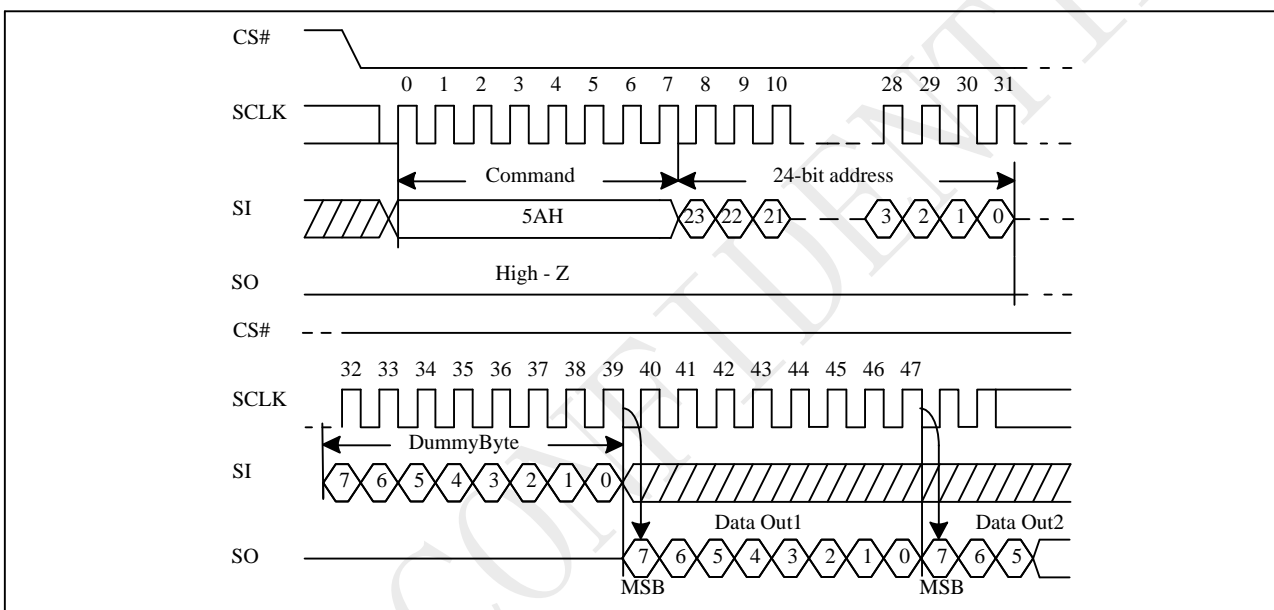 CS#
0 1 2 3 4 5 6 7 8 9 10 28 29 30 31
SCLK
Command 24-bit address
SI 5AH 23 22 21 3 2 1 0
High - Z
SO
CS#
32 33 34 35 36 37 38 39 40 41 42 43 44 45 46 47
SCLK
DummyByte
SI 7 6 5 4 3 2 1 0
Data Out1 Data Out2
SO 7 6 5 4 3 2 1 0 7 6 5
MSB MSB
CONFIDENTI